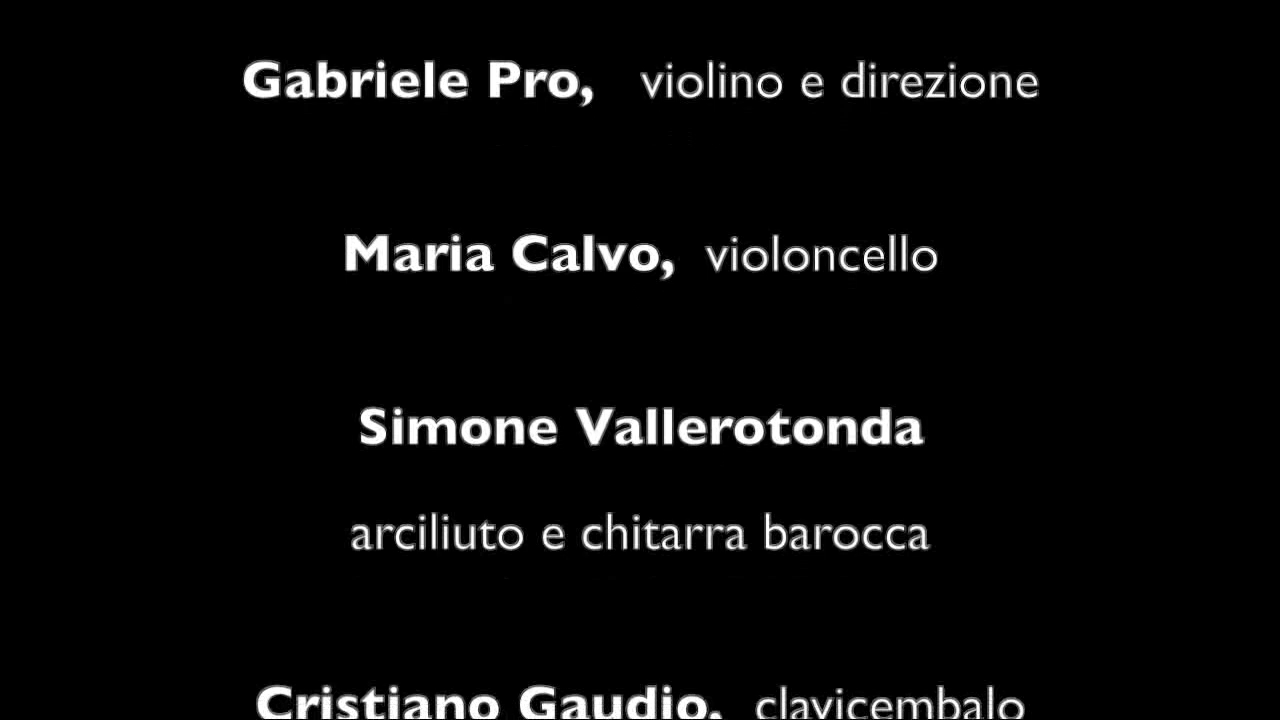 Gabriele Pro, violino e direzione
Maria Calvo, violoncello
Simone Vallerotonda
arciliuto e chitarra barocca
Cristiano Gaudio, clavicembalo